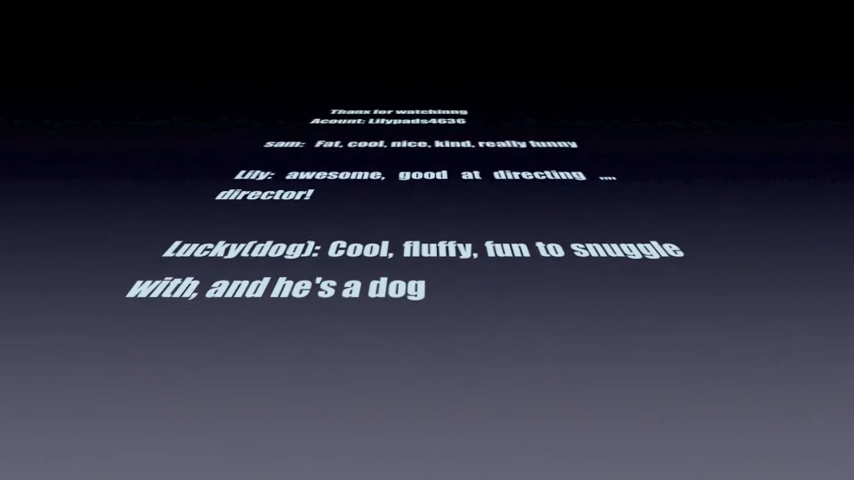 Thanx for watchinng
Acount: Lilypads4636
sam: Fat, cool, nice, kind, really funny
Lily: awesome, good at directing ....
director!
Lucky(dog): Cool, fluffy, fun to snuggle
with, and he's a dog